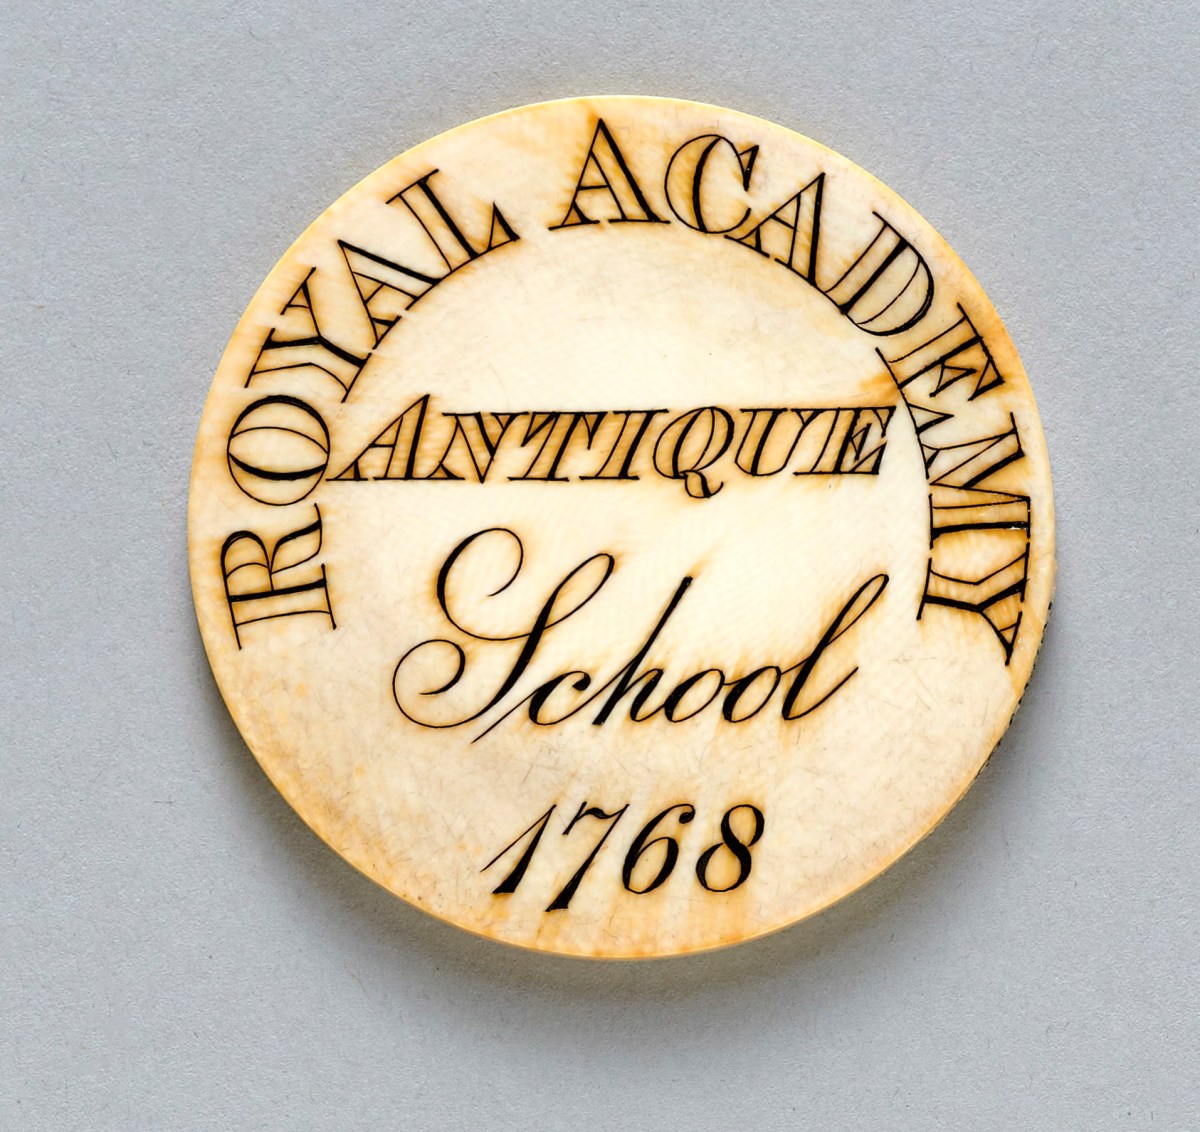 ROYAL ACADEMY
ANTIQUE
School
1768